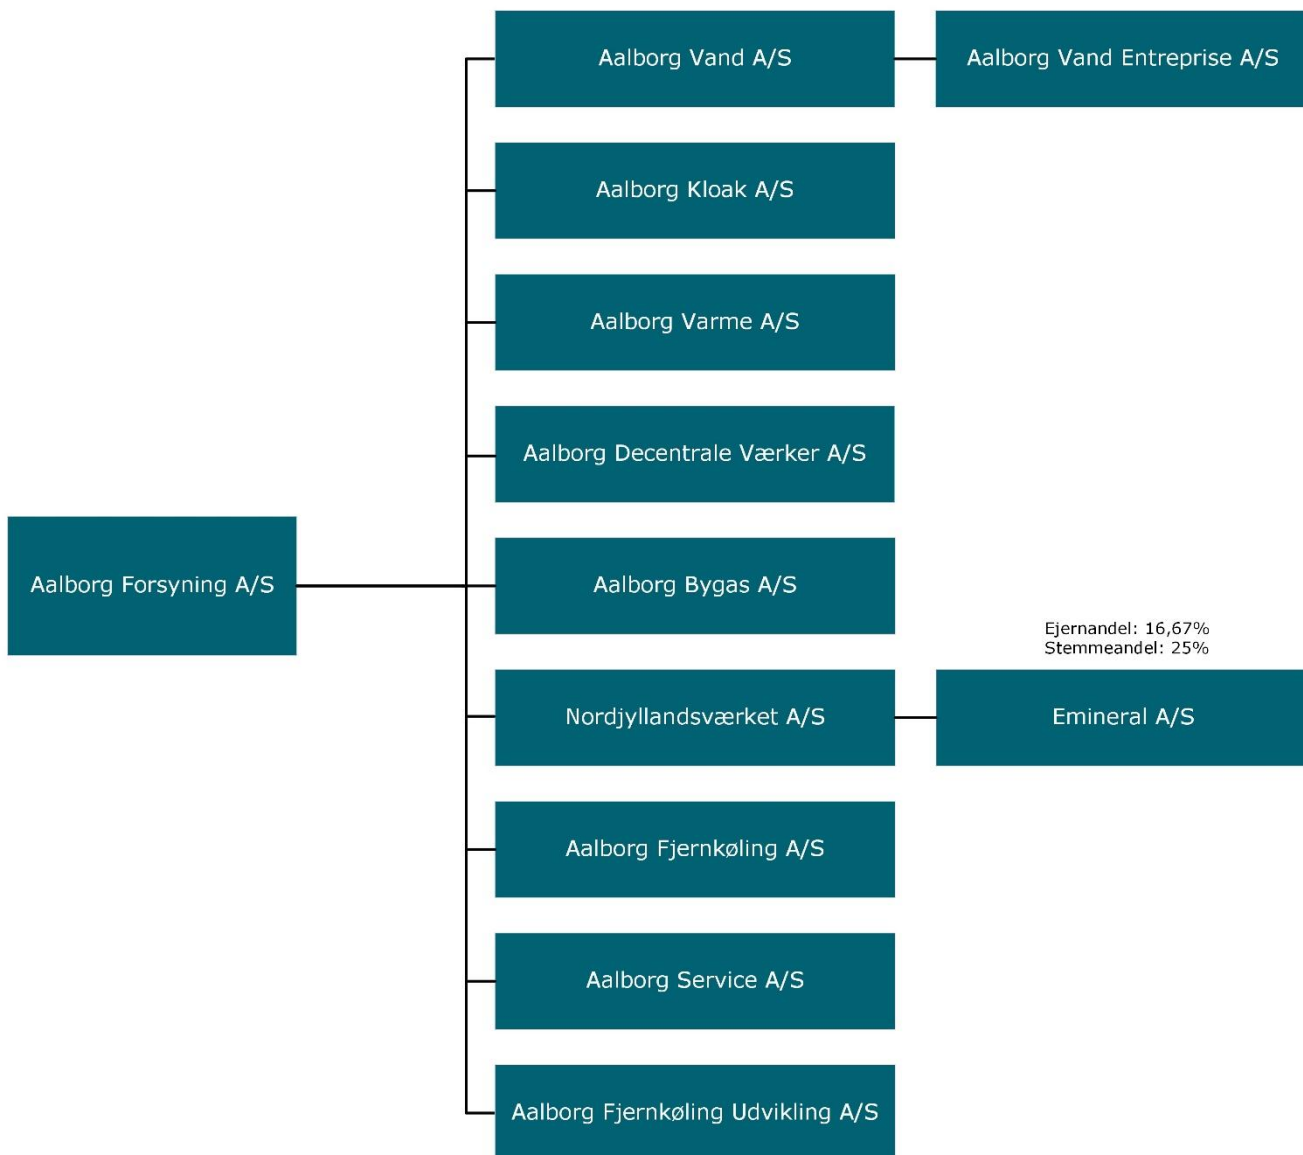 Aalborg Vand A/S
Aalborg Vand Entreprise A/S
Aalborg Kloak A/S
Aalborg Varme A/S
Aalborg Decentrale Værker A/S
Aalborg Forsyning A/S
Aalborg Bygas A/S
Ejernandel: 16,67%
Stemmeandel: 25%
Nordjyllandsværket A/S
Emineral A/S
Aalborg Fjernkøling A/S
Aalborg Service A/S
Aalborg Fjernkøling Udvikling A/S